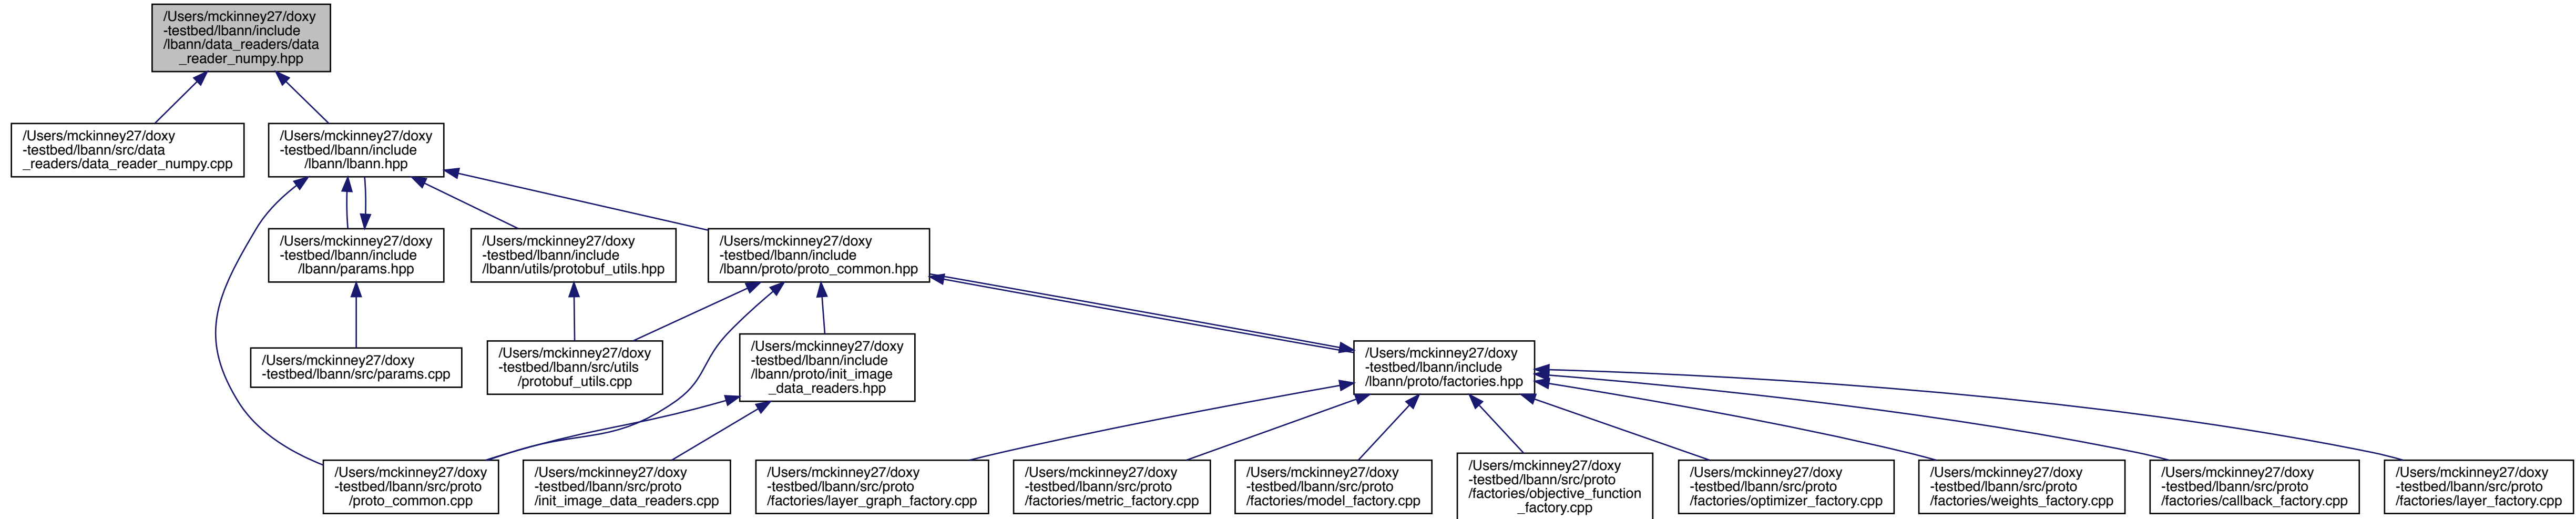 /Users/mckinney27/doxy
-testbed/lbann/include
/lbann/data_readers/data
_reader_numpy.hpp
/Users/mckinney27/doxy
-testbed/lbann/src/data
_readers/data_reader_numpy.cpp
/Users/mckinney27/doxy
-testbed/lbann/include
/lbann/lbann.hpp
/Users/mckinney27/doxy
-testbed/lbann/include
/lbann/params.hpp
/Users/mckinney27/doxy
-testbed/lbann/include
/lbann/utils/protobuf_utils.hpp
/Users/mckinney27/doxy
-testbed/lbann/include
/lbann/proto/proto_common.hpp
/Users/mckinney27/doxy
-testbed/lbann/src/params.cpp
/Users/mckinney27/doxy
-testbed/lbann/src/utils
/protobuf_utils.cpp
/Users/mckinney27/doxy
-testbed/lbann/include
/lbann/proto/init_image
_data_readers.hpp
/Users/mckinney27/doxy
-testbed/lbann/include
/lbann/proto/factories.hpp
/Users/mckinney27/doxy
-testbed/lbann/src/proto
/proto_common.cpp
/Users/mckinney27/doxy
-testbed/lbann/src/proto
/init_image_data_readers.cpp
/Users/mckinney27/doxy
-testbed/lbann/src/proto
/factories/layer_graph_factory.cpp
/Users/mckinney27/doxy
-testbed/lbann/src/proto
/factories/metric_factory.cpp
/Users/mckinney27/doxy
-testbed/lbann/src/proto
/factories/model_factory.cpp
/Users/mckinney27/doxy
-testbed/lbann/src/proto
/factories/objective_function
_factory.cpp
/Users/mckinney27/doxy
-testbed/lbann/src/proto
/factories/optimizer_factory.cpp
/Users/mckinney27/doxy
-testbed/lbann/src/proto
/factories/weights_factory.cpp
/Users/mckinney27/doxy
-testbed/lbann/src/proto
/factories/callback_factory.cpp
/Users/mckinney27/doxy
-testbed/lbann/src/proto
/factories/layer_factory.cpp